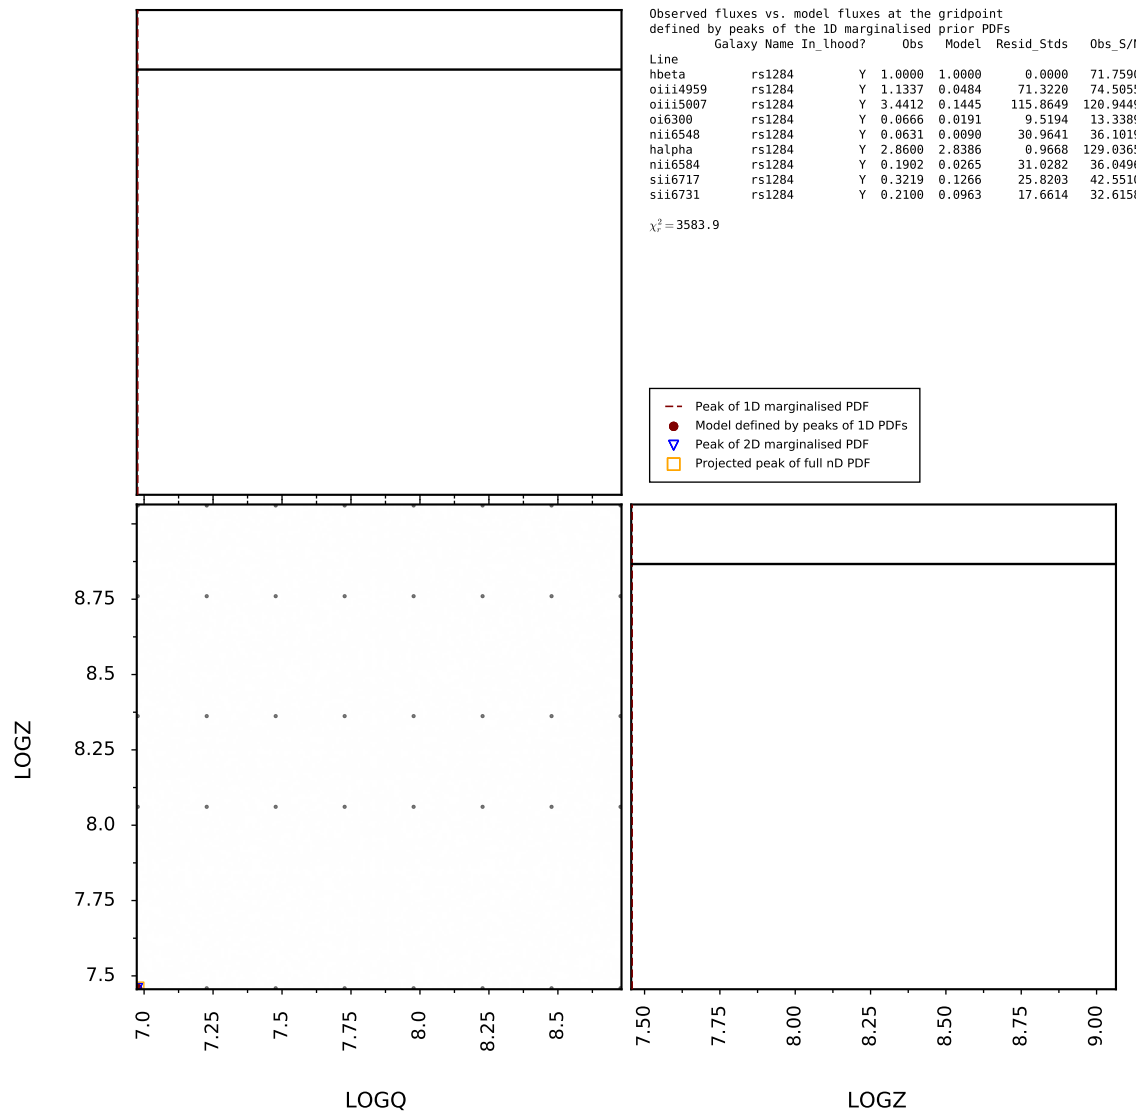 Observed fluxes vs. model fluxes at the gridpoint
defined by peaks of the 1D marginalised prior PDFs
Galaxy Name In_lhood? Obs Model Resid_Stds Obs_S/N
Line
hbeta rs1284 Y 1.0000 1.0000 0.0000 71.7590
oiii4959 rs1284 Y 1.1337 0.0484 71.3220 74.5055
oiii5007 rs1284 Y 3.4412 0.1445 115.8649 120.9449
oi6300 rs1284 Y 0.0666 0.0191 9.5194 13.3389
nii6548 rs1284 Y 0.0631 0.0090 30.9641 36.1019
halpha rs1284 Y 2.8600 2.8386 0.9668 129.0365
nii6584 rs1284 Y 0.1902 0.0265 31.0282 36.0496
sii6717 rs1284 Y 0.3219 0.1266 25.8203 42.5510
sii6731 rs1284 Y 0.2100 0.0963 17.6614 32.6158
χ²ᵣ = 3583.9
Peak of 1D marginalised PDF
Model defined by peaks of 1D PDFs
Peak of 2D marginalised PDF
Projected peak of full nD PDF
LOGZ
8.75
8.5
8.25
8.0
7.75
7.5
7.0 7.25 7.5 7.75 8.0 8.25 8.5
LOGQ
7.50 7.75 8.00 8.25 8.50 8.75 9.00
LOGZ